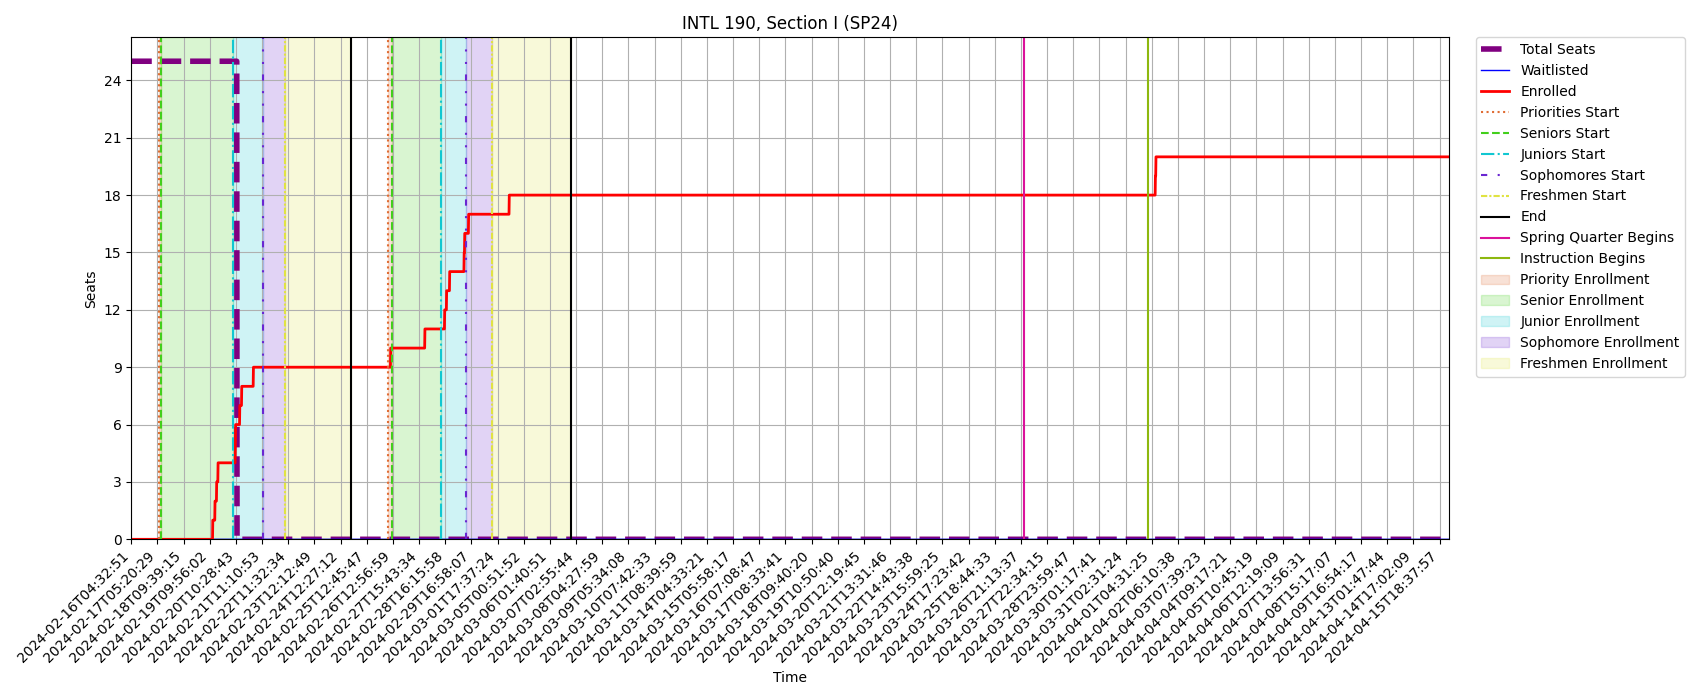 INTL 190, Section I (SP24)
Seats
24
21
18
15
12
9
6
3
0
2024-02-16T04:32:51
2024-02-17T05:20:29
2024-02-18T09:39:15
2024-02-19T09:56:02
2024-02-20T10:28:43
2024-02-21T11:10:53
2024-02-22T11:32:34
2024-02-23T12:12:49
2024-02-24T12:27:12
2024-02-25T12:45:47
2024-02-26T12:56:59
2024-02-27T15:43:34
2024-02-28T16:15:58
2024-02-29T16:58:07
2024-03-01T17:37:24
2024-03-05T00:51:52
2024-03-06T01:40:51
2024-03-07T02:55:44
2024-03-08T04:27:59
2024-03-09T05:34:08
2024-03-10T07:42:33
2024-03-11T08:39:59
2024-03-14T04:33:21
2024-03-15T05:58:17
2024-03-16T07:08:47
2024-03-17T08:33:41
2024-03-18T09:40:20
2024-03-19T10:50:40
2024-03-20T12:19:45
2024-03-21T13:31:46
2024-03-22T14:43:38
2024-03-23T15:59:25
2024-03-24T17:23:42
2024-03-25T18:44:33
2024-03-26T21:13:37
2024-03-27T22:34:15
2024-03-28T23:59:47
2024-03-30T01:17:41
2024-03-31T02:31:24
2024-04-01T04:31:25
2024-04-02T06:10:38
2024-04-03T07:39:23
2024-04-04T09:17:21
2024-04-05T10:45:19
2024-04-06T12:19:09
2024-04-07T13:56:31
2024-04-08T15:17:07
2024-04-09T16:54:17
2024-04-13T01:47:44
2024-04-14T17:02:09
2024-04-15T18:37:57
Time
Total Seats
Waitlisted
Enrolled
Priorities Start
Seniors Start
Juniors Start
Sophomores Start
Freshmen Start
End
Spring Quarter Begins
Instruction Begins
Priority Enrollment
Senior Enrollment
Junior Enrollment
Sophomore Enrollment
Freshmen Enrollment